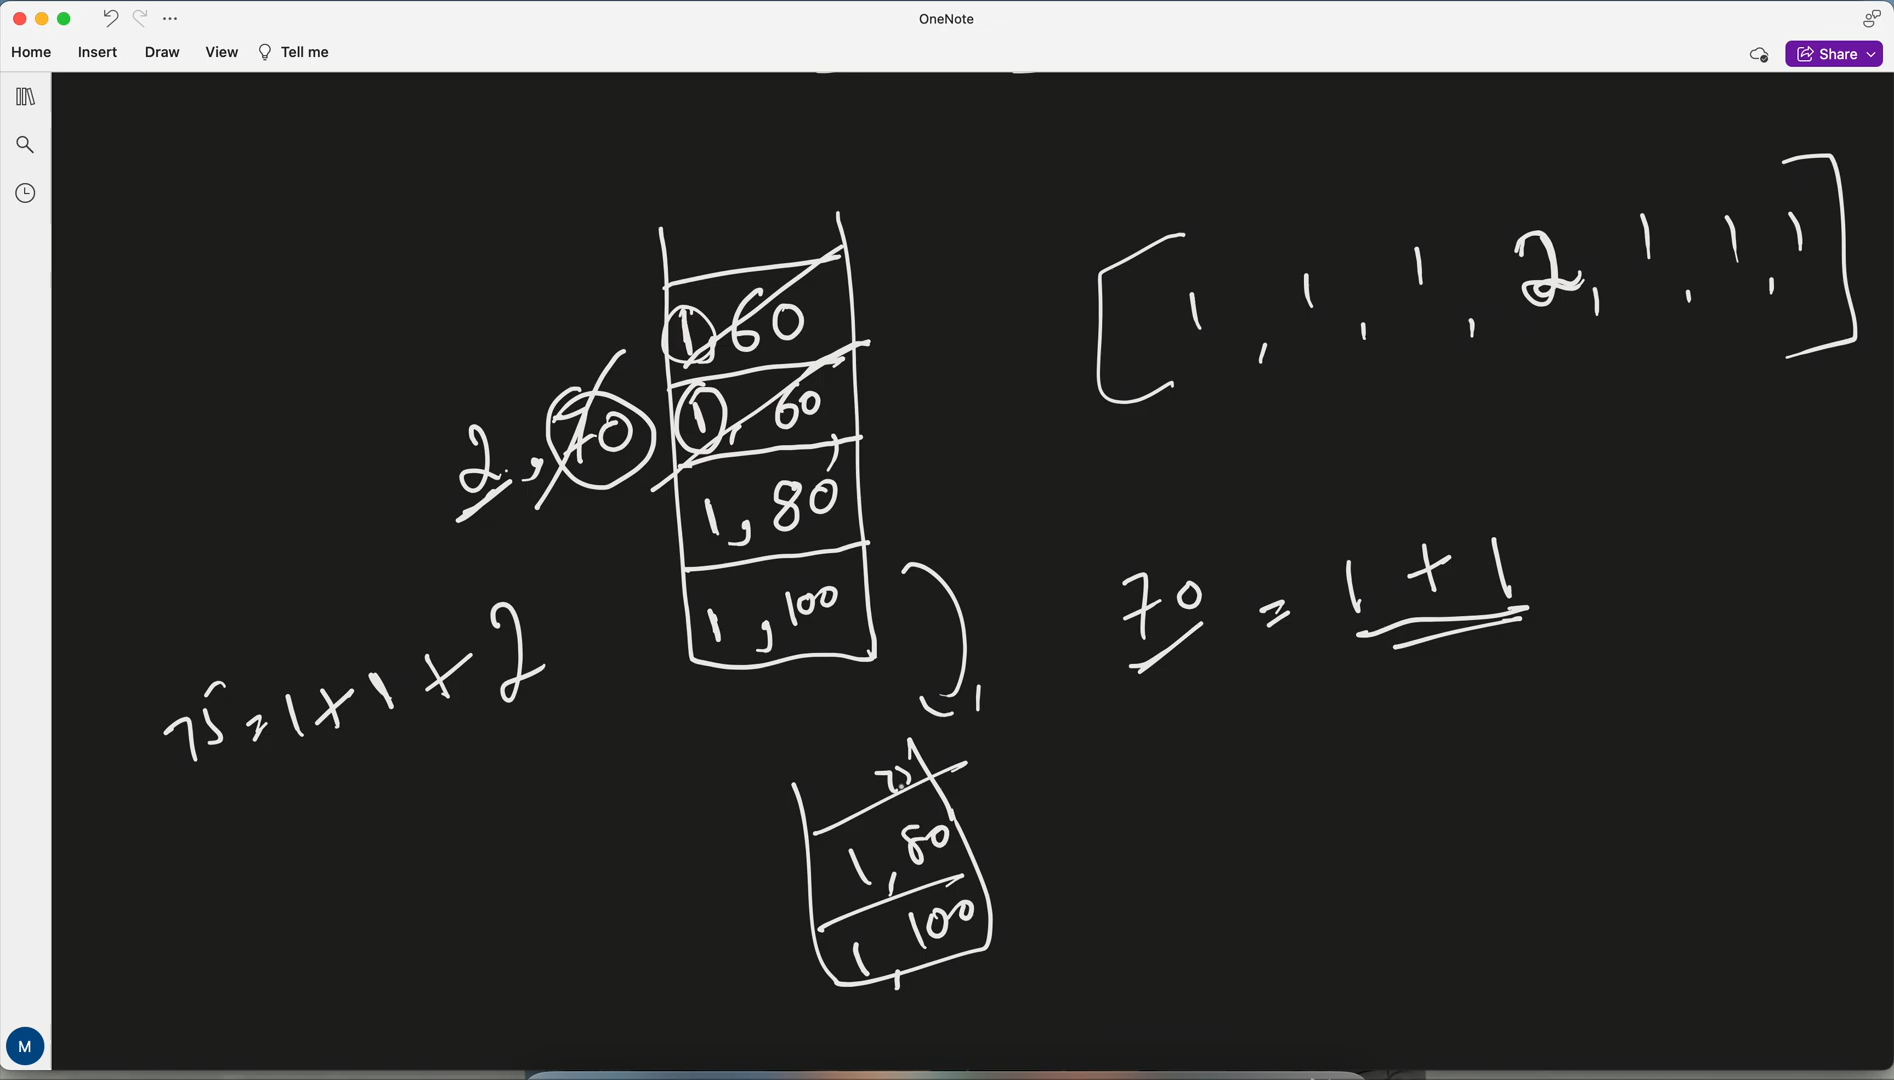 OneNote
Home Insert Draw View Tell me Share
[1, 1, 1, 2, 1, 1, 1]
1, 60
2, 70
1, 60
1, 80
1, 100
70 = 1 + 1
75 = 1 + 1 + 2
75
1, 80
1, 100
M